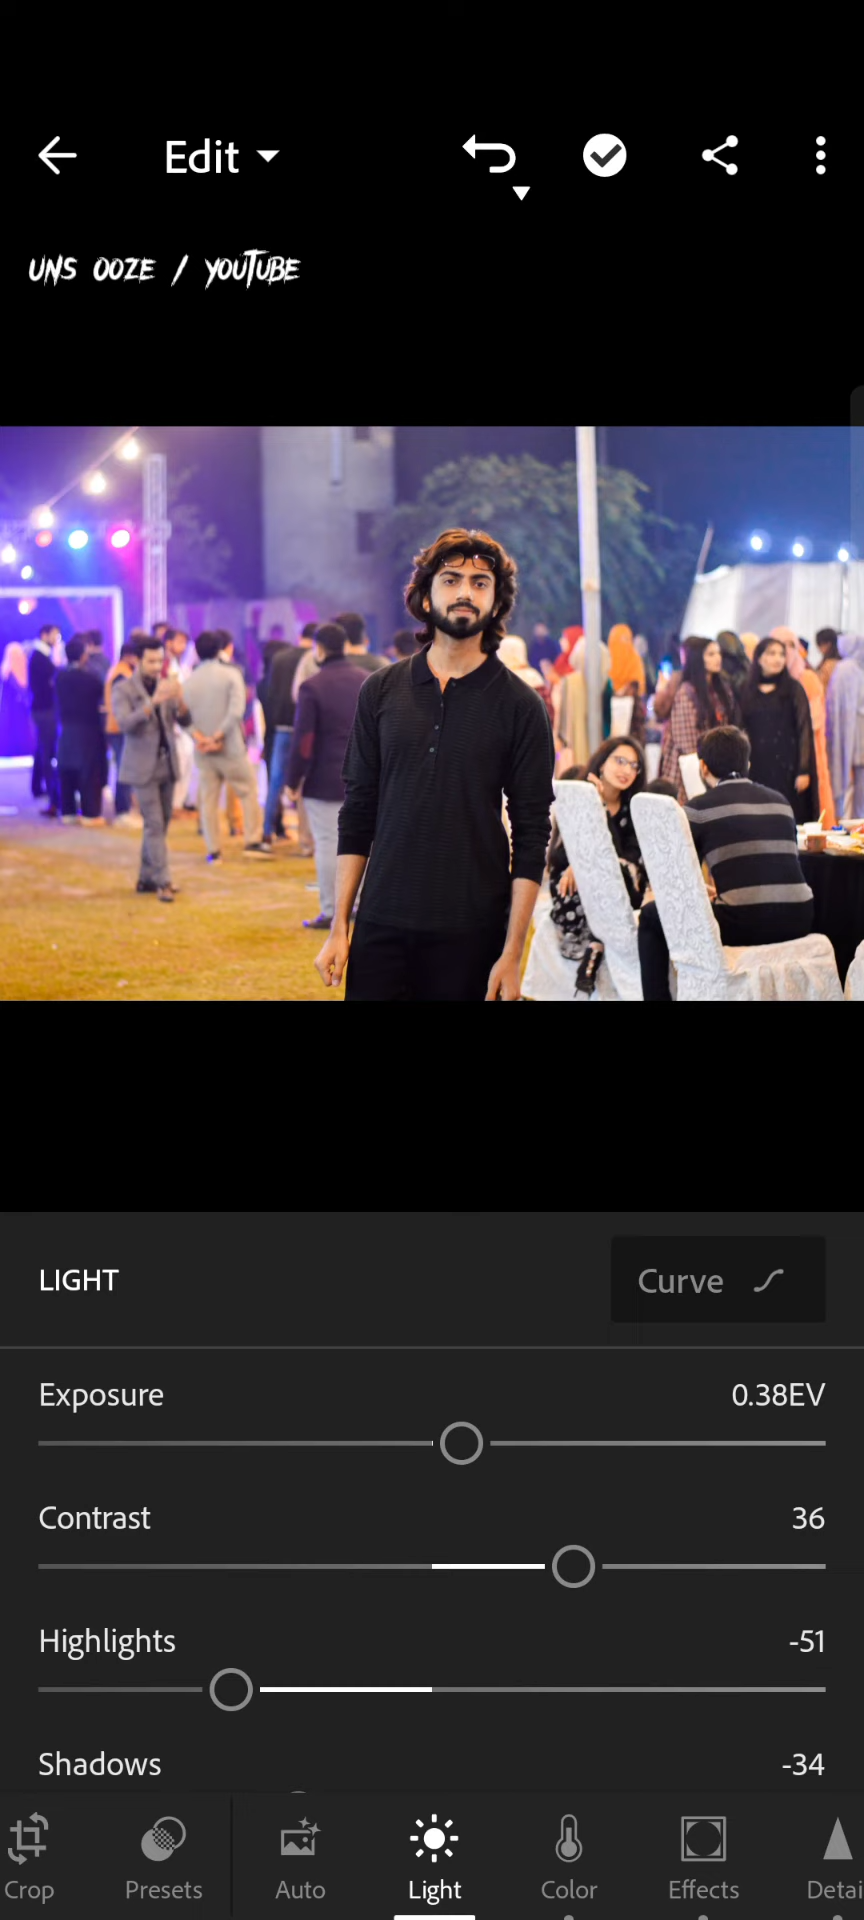 Edit
UNS OOZE / YOUTUBE
LIGHT
Curve
Exposure 0.38EV
Contrast 36
Highlights -51
Shadows -34
Crop Presets Auto Light Color Effects Detai